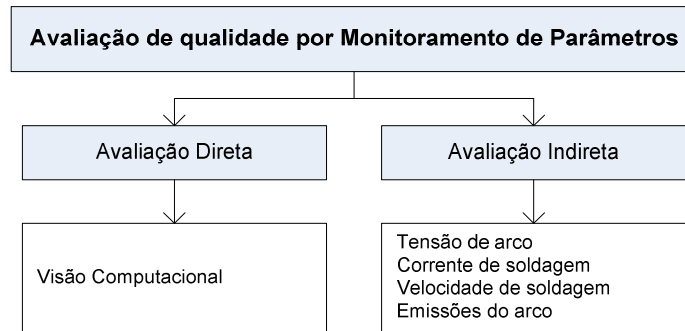 Avaliação de qualidade por Monitoramento de Parâmetros
Avaliação Direta
Avaliação Indireta
Visão Computacional
Tensão de arco
Corrente de soldagem
Velocidade de soldagem
Emissões do arco